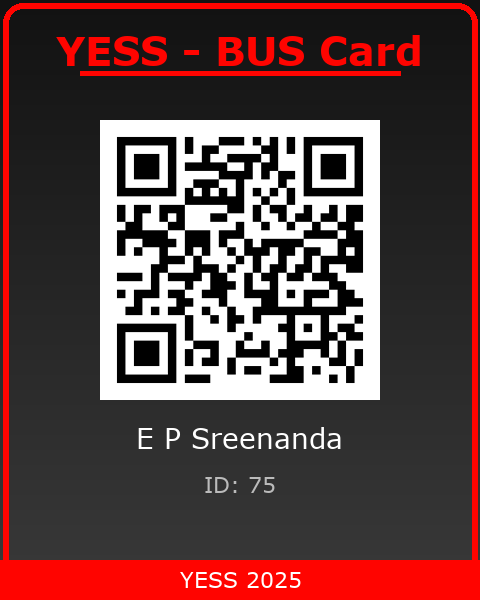 YESS – BUS Card
E P Sreenanda
ID: 75
YESS 2025